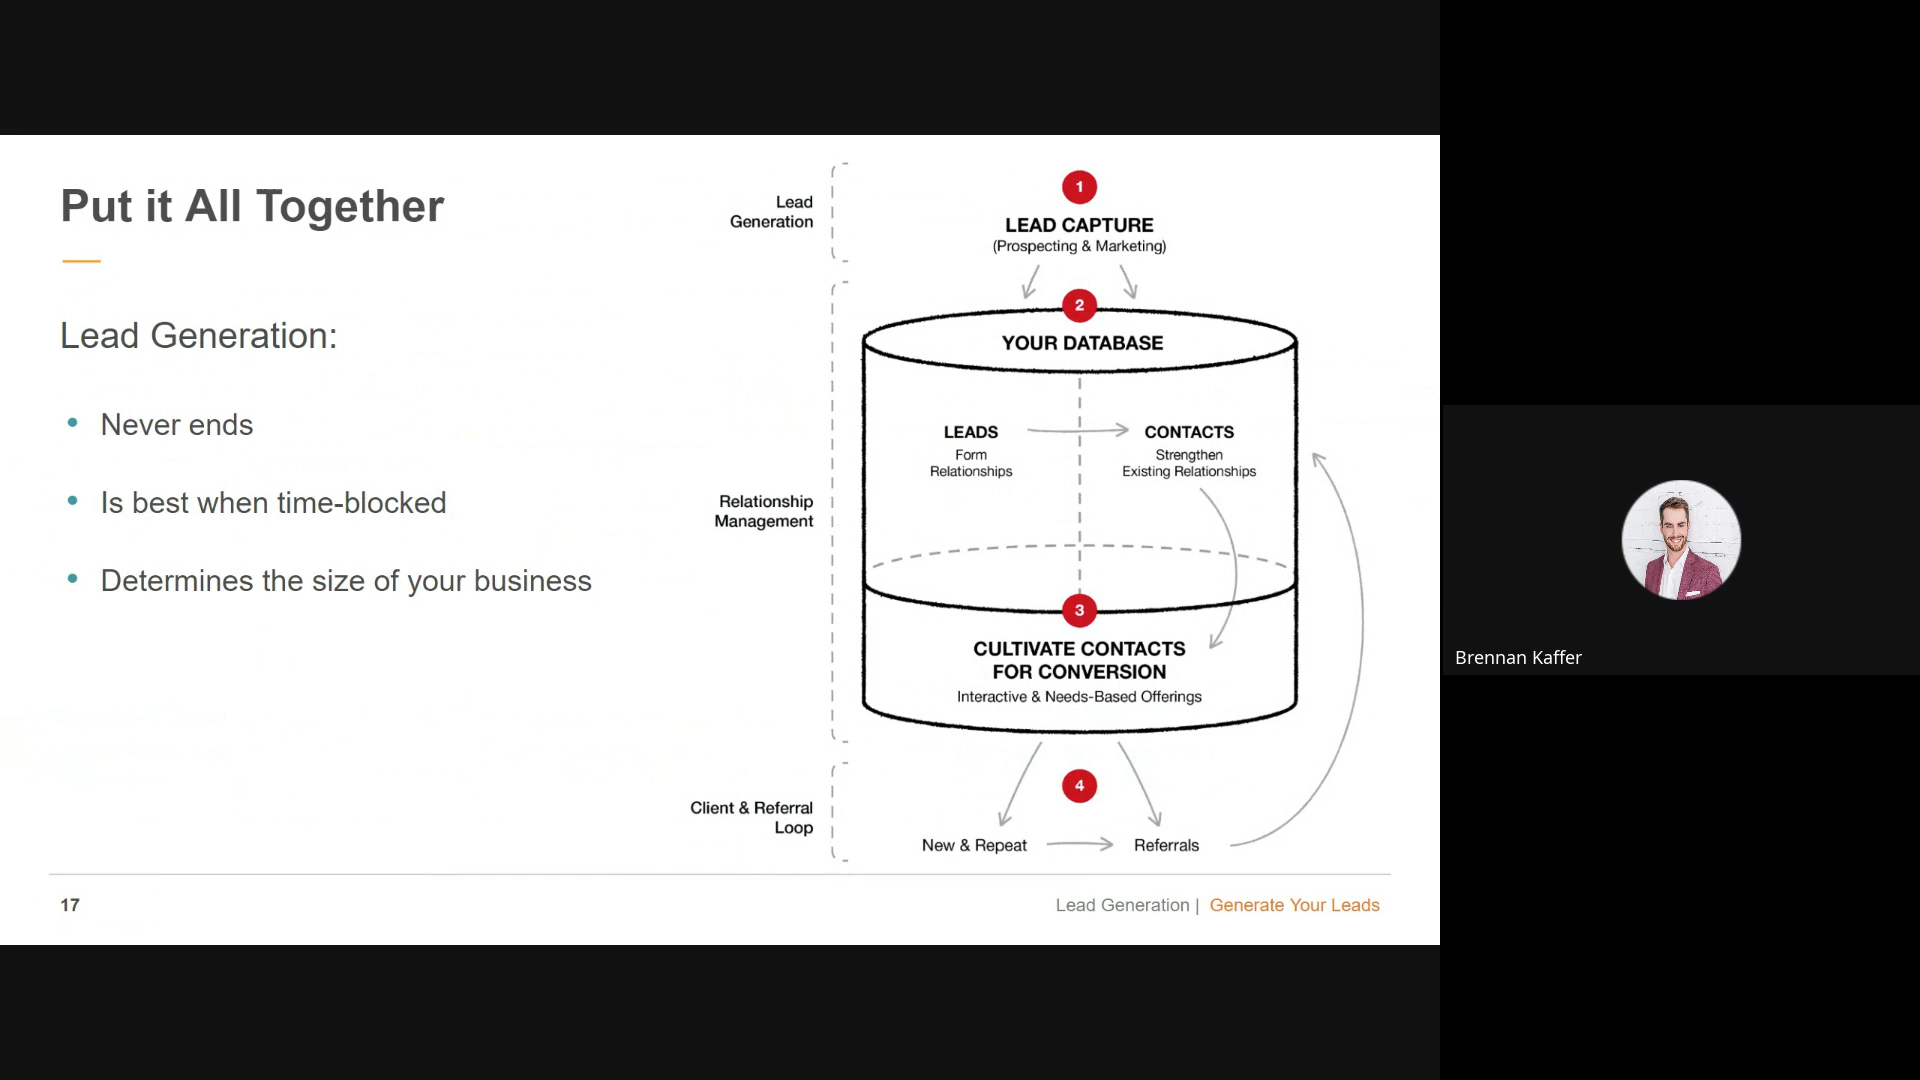 Put it All Together
Lead Generation:
• Never ends
• Is best when time-blocked
• Determines the size of your business
Lead
Generation
1
LEAD CAPTURE
(Prospecting & Marketing)
2
YOUR DATABASE
LEADS
Form
Relationships
CONTACTS
Strengthen
Existing Relationships
Relationship
Management
3
CULTIVATE CONTACTS
FOR CONVERSION
Interactive & Needs-Based Offerings
4
Client & Referral
Loop
New & Repeat
Referrals
17
Lead Generation | Generate Your Leads
Brennan Kaffer